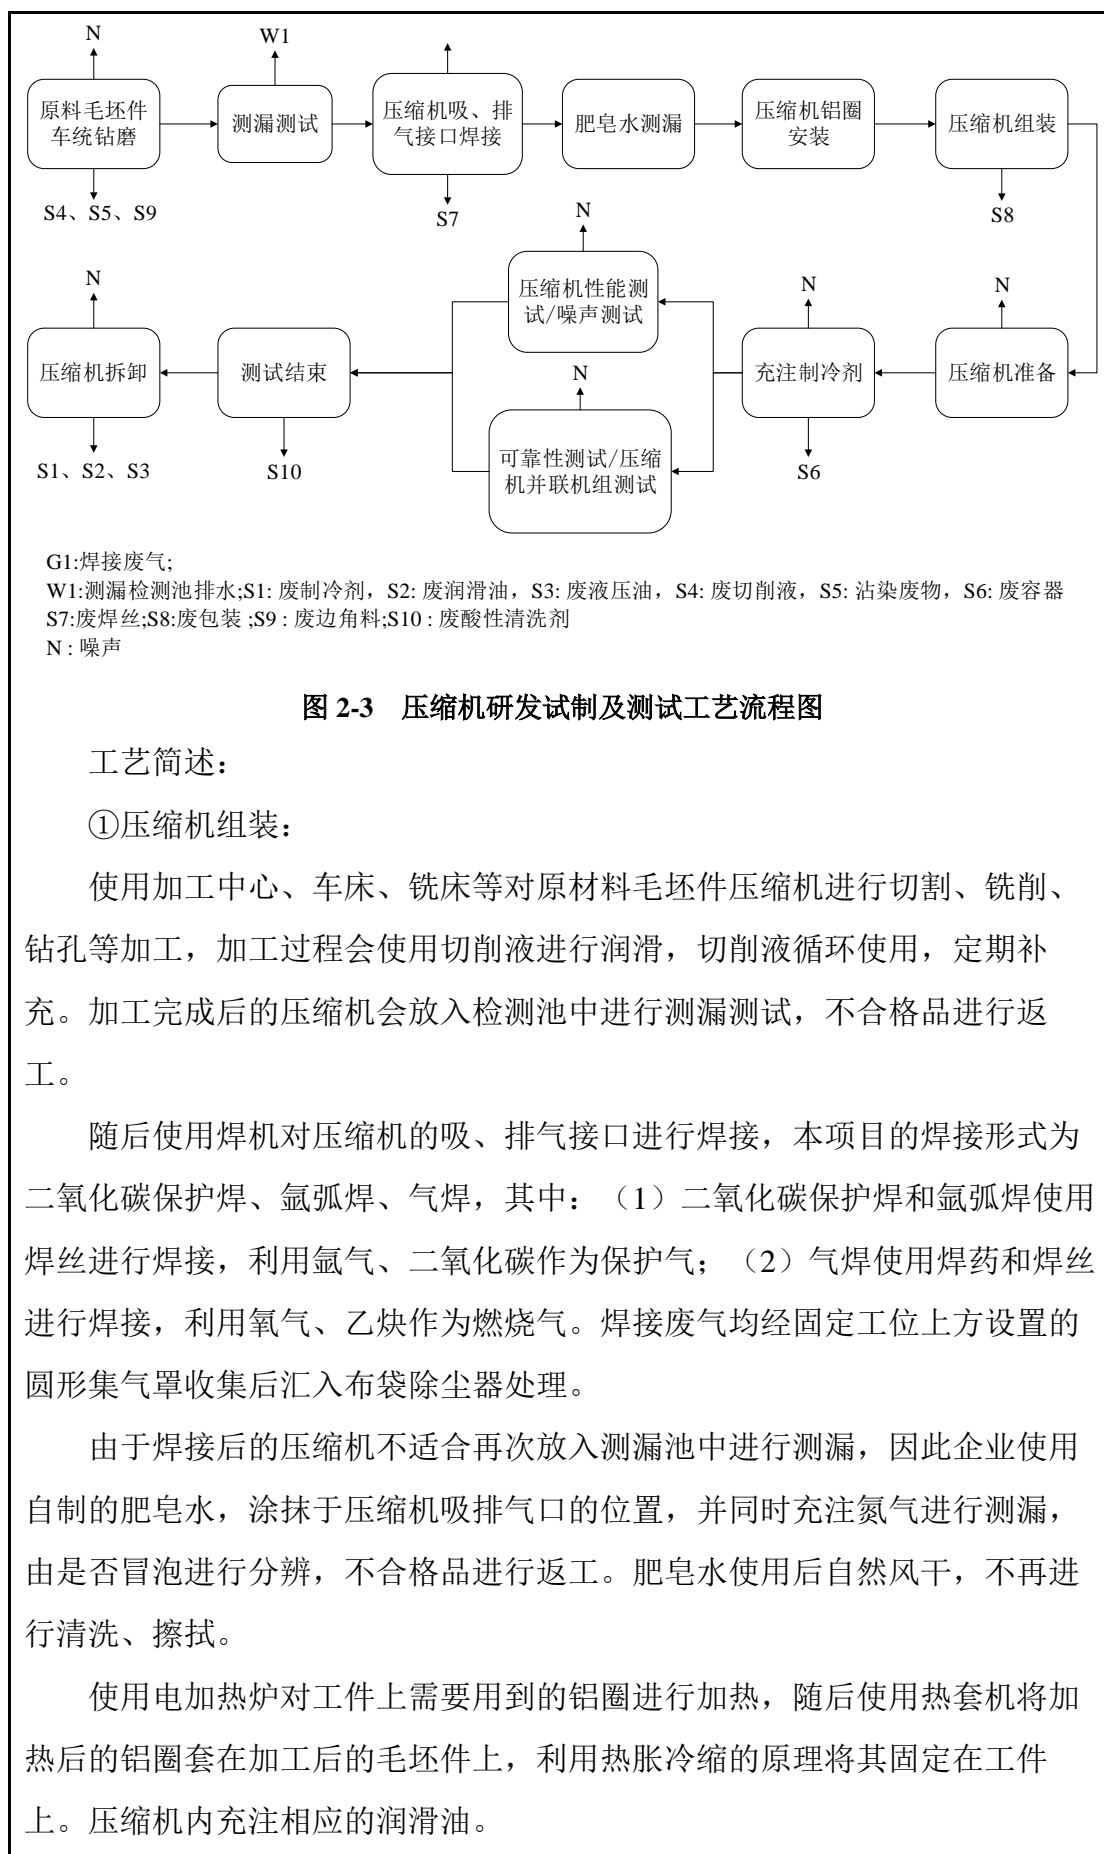 N
W1
原料毛坯件
车统钻磨
测漏测试
压缩机吸、排
气接口焊接
肥皂水测漏
压缩机铝圈
安装
压缩机组装
S4、S5、S9
S7
S8
N
N
N
N
压缩机性能测
试/噪声测试
压缩机拆卸
测试结束
充注制冷剂
压缩机准备
N
可靠性测试/压缩
机并联机组测试
S1、S2、S3
S10
S6
G1:焊接废气;
W1:测漏检测池排水;S1: 废制冷剂，S2: 废润滑油，S3: 废液压油，S4: 废切削液，S5: 沾染废物，S6: 废容器
S7:废焊丝;S8:废包装 ;S9 : 废边角料;S10 : 废酸性清洗剂
N : 噪声
图 2-3 压缩机研发试制及测试工艺流程图
工艺简述：
①压缩机组装：
使用加工中心、车床、铣床等对原材料毛坯件压缩机进行切割、铣削、
钻孔等加工，加工过程会使用切削液进行润滑，切削液循环使用，定期补
充。加工完成后的压缩机会放入检测池中进行测漏测试，不合格品进行返
工。
随后使用焊机对压缩机的吸、排气接口进行焊接，本项目的焊接形式为
二氧化碳保护焊、氩弧焊、气焊，其中：（1）二氧化碳保护焊和氩弧焊使用
焊丝进行焊接，利用氩气、二氧化碳作为保护气；（2）气焊使用焊药和焊丝
进行焊接，利用氧气、乙炔作为燃烧气。焊接废气均经固定工位上方设置的
圆形集气罩收集后汇入布袋除尘器处理。
由于焊接后的压缩机不适合再次放入测漏池中进行测漏，因此企业使用
自制的肥皂水，涂抹于压缩机吸排气口的位置，并同时充注氮气进行测漏，
由是否冒泡进行分辨，不合格品进行返工。肥皂水使用后自然风干，不再进
行清洗、擦拭。
使用电加热炉对工件上需要用到的铝圈进行加热，随后使用热套机将加
热后的铝圈套在加工后的毛坯件上，利用热胀冷缩的原理将其固定在工件
上。压缩机内充注相应的润滑油。